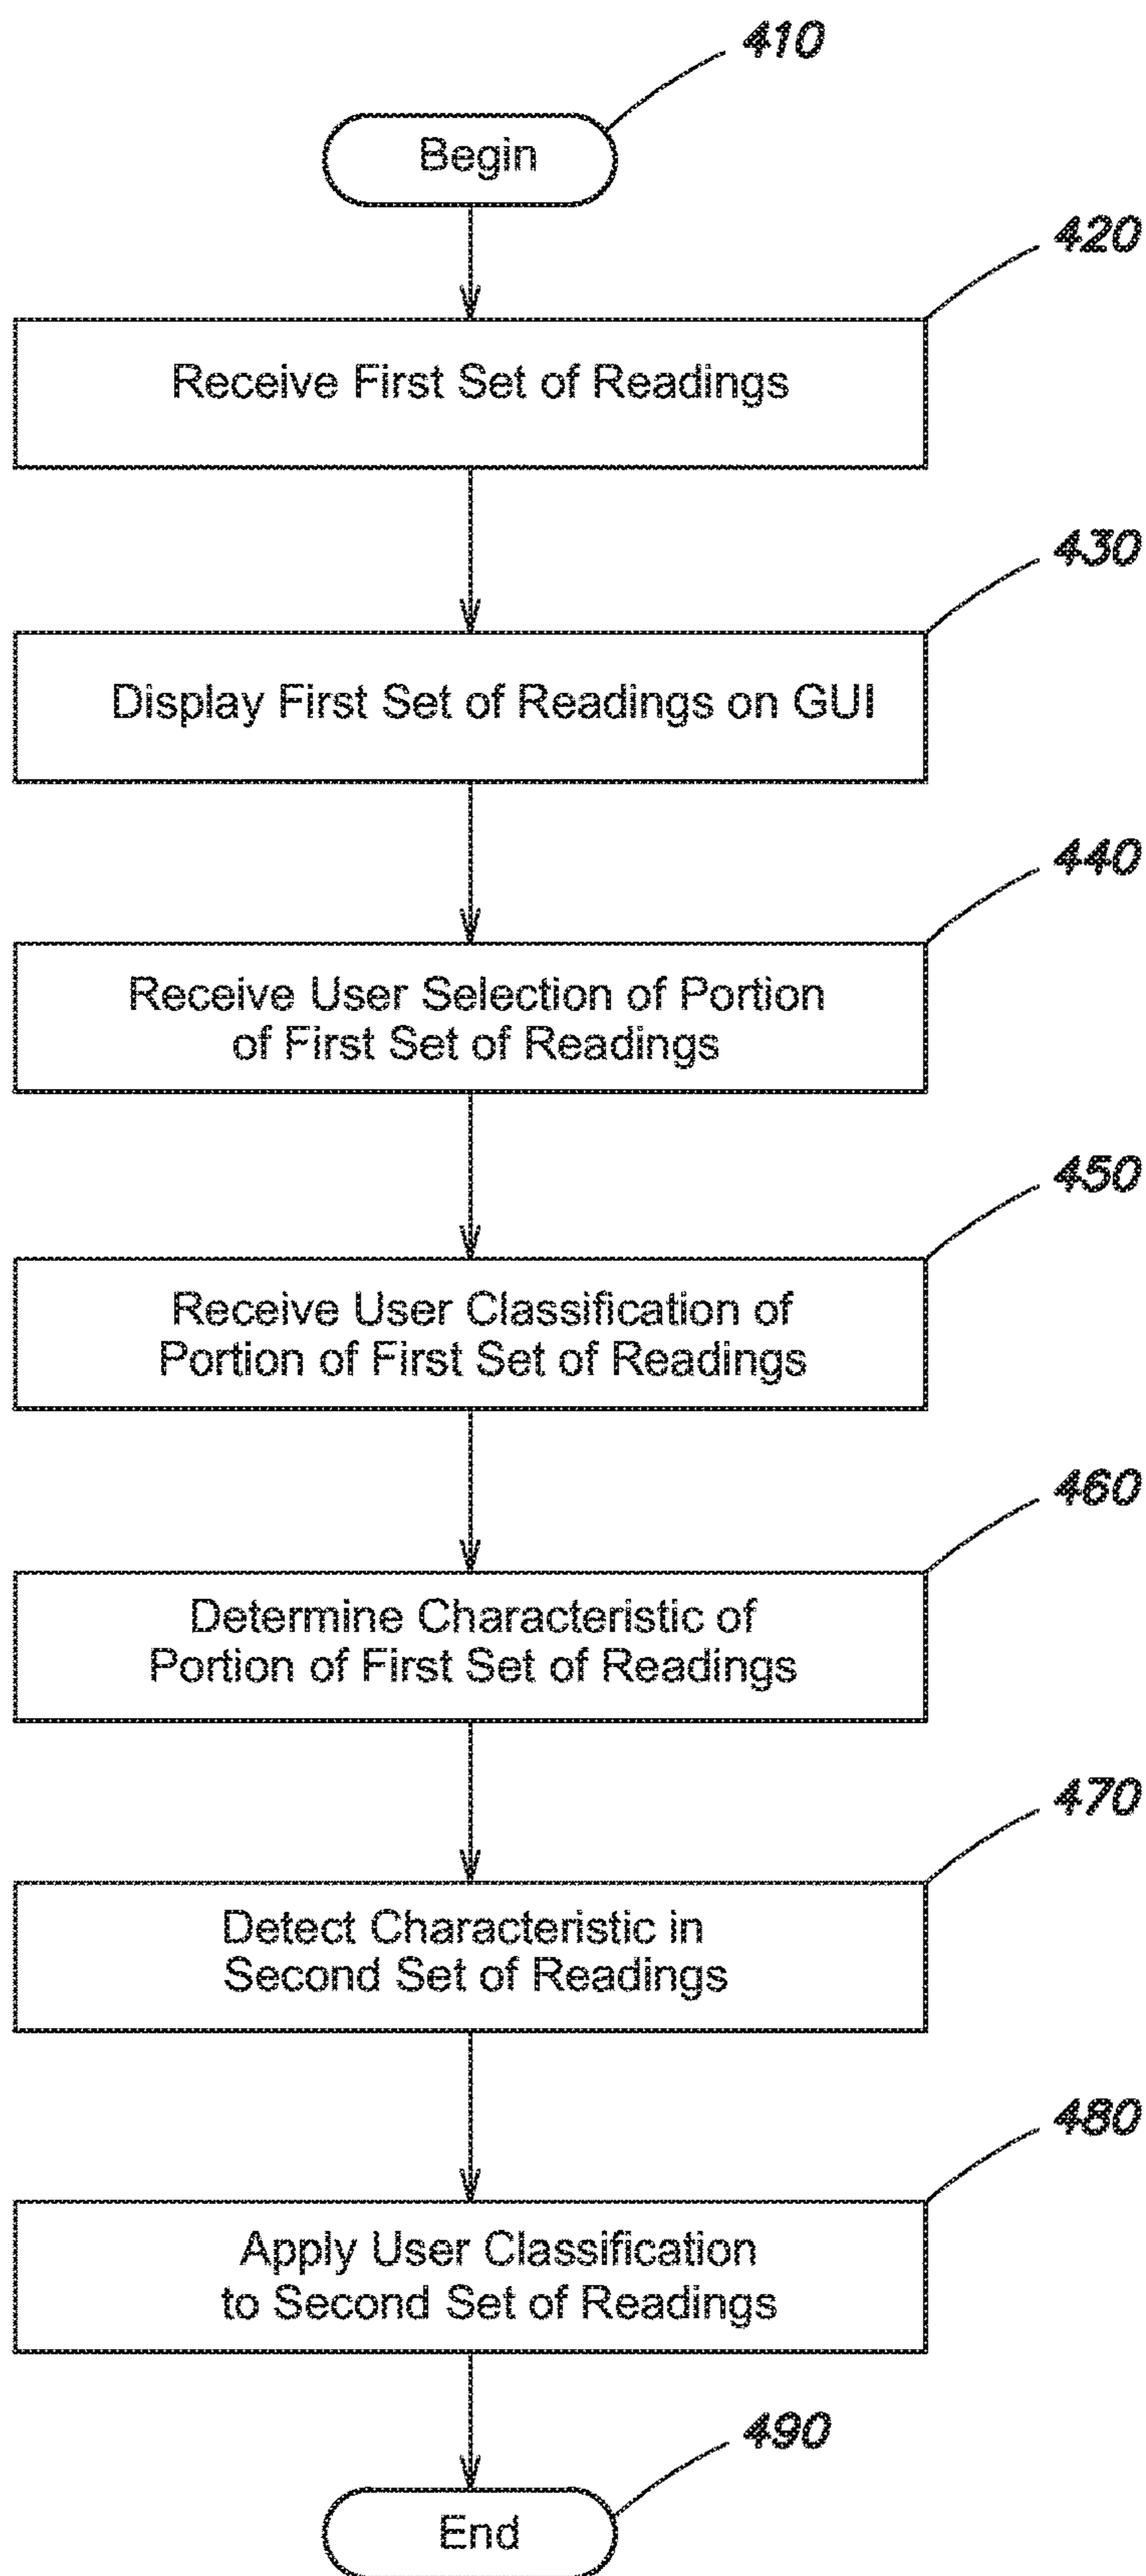 410
Begin
420
Receive First Set of Readings
430
Display First Set of Readings on GUI
440
Receive User Selection of Portion
of First Set of Readings
450
Receive User Classification of
Portion of First Set of Readings
460
Determine Characteristic of
Portion of First Set of Readings
470
Detect Characteristic in
Second Set of Readings
480
Apply User Classification
to Second Set of Readings
490
End